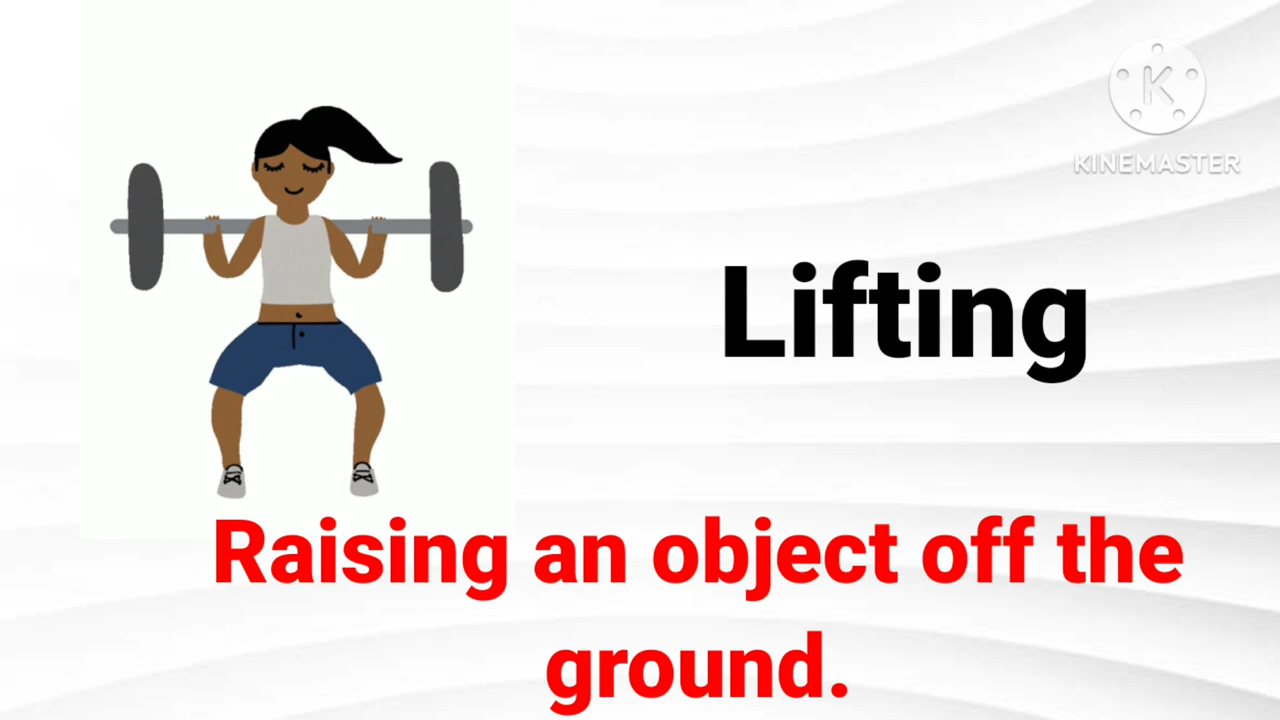 K
KINEMASTER
Lifting
Raising an object off the
ground.